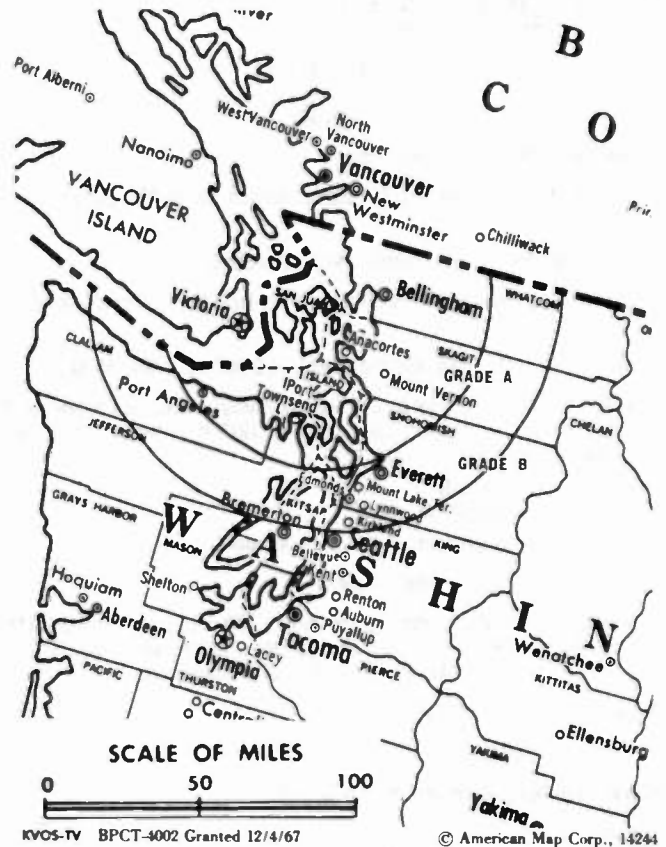 B
C O
Port Alberni
North
West Vancouver Vancouver
Nanaimo
Vancouver
New
Westminster
VANCOUVER
ISLAND
Chilliwack
Victoria
SAN JUAN
Bellingham
WHATCOM
Anacortes
SKAGIT
CLALLAM
GRADE A
ISLAND
Mount Vernon
Port
Townsend
Port Angeles
SNOHOMISH
CHELAN
JEFFERSON
GRADE B
Everett
Edmonds
Mount Lake Ter.
Lynnwood
KITSAP
Bremerton
Kirkland
GRAYS HARBOR
W A S H I N
Seattle
KING
MASON
Bellevue
Kent
Shelton
Renton
Hoquiam
Auburn
Aberdeen
Puyallup
Tacoma
Lacey
Olympia
Wenatchee
PIERCE
KITTITAS
PACIFIC
THURSTON
Ellensburg
SCALE OF MILES
YAKIMA
0 50 100
Yakima
KVOS-TV BPCT-4002 Granted 12/4/67
© American Map Corp., 14244